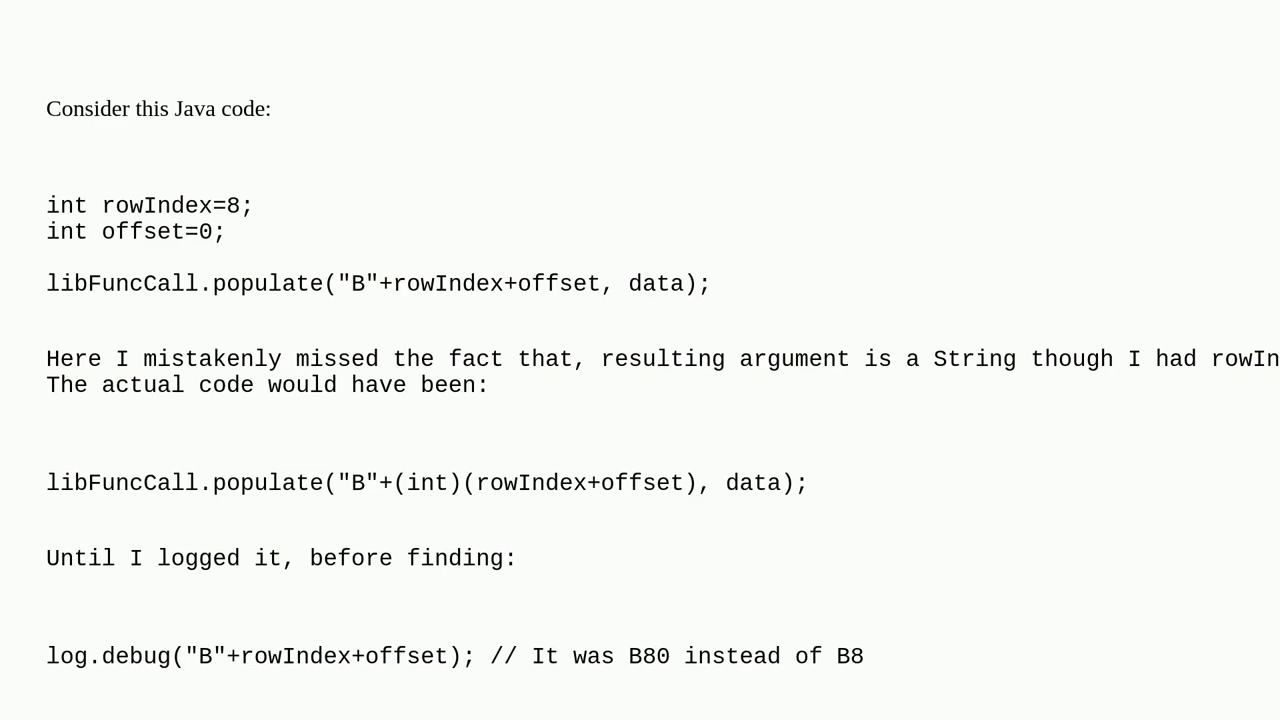 Consider this Java code:
int rowIndex=8;
int offset=0;
libFuncCall.populate("B"+rowIndex+offset, data);
Here I mistakenly missed the fact that, resulting argument is a String though I had rowIn
The actual code would have been:
libFuncCall.populate("B"+(int)(rowIndex+offset), data);
Until I logged it, before finding:
log.debug("B"+rowIndex+offset); // It was B80 instead of B8